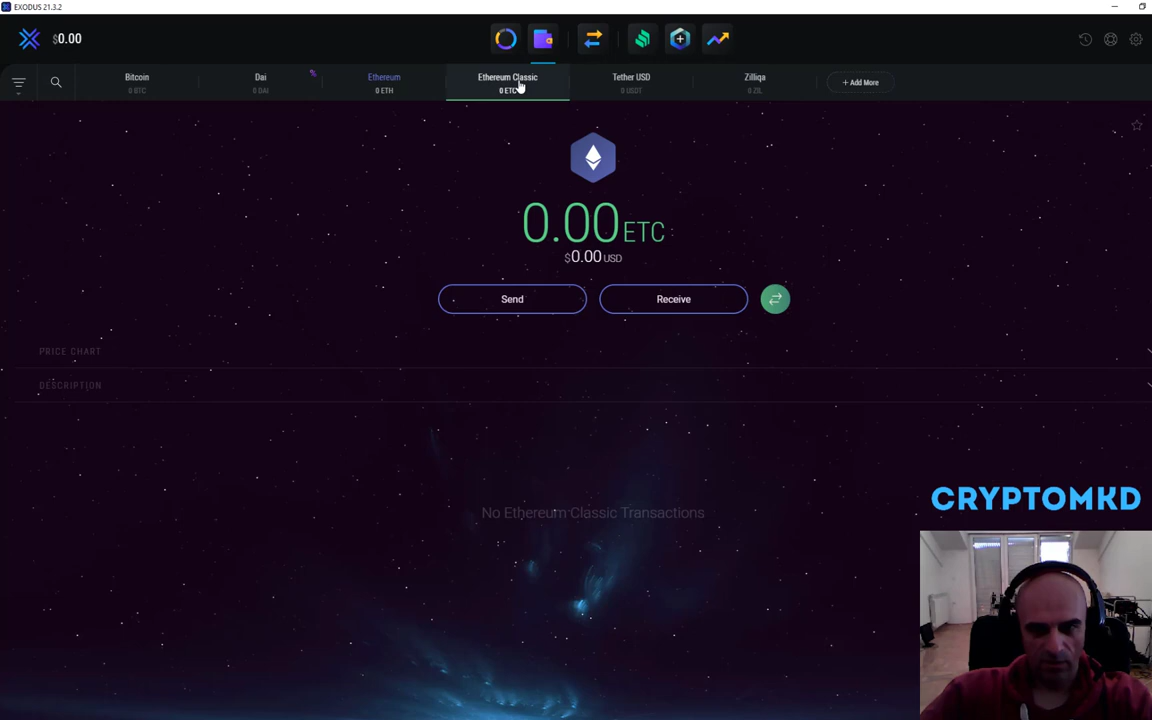 EXODUS 21.3.2
$0.00
Bitcoin
0 BTC
Dai
0 DAI
%
Ethereum
0 ETH
Ethereum Classic
0 ETC
Tether USD
0 USDT
Zilliqa
0 ZIL
+ Add More
0.00 ETC
$0.00 USD
Send
Receive
PRICE CHART
DESCRIPTION
No Ethereum Classic Transactions
CRYPTOMKD